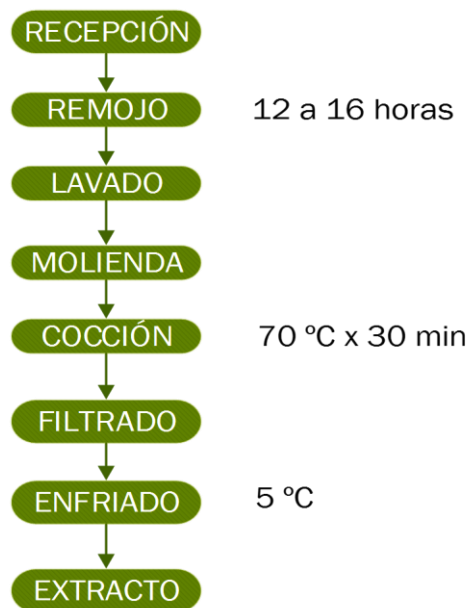 RECEPCIÓN
REMOJO 12 a 16 horas
LAVADO
MOLIENDA
COCCIÓN 70 ºC x 30 min
FILTRADO
ENFRIADO 5 ºC
EXTRACTO